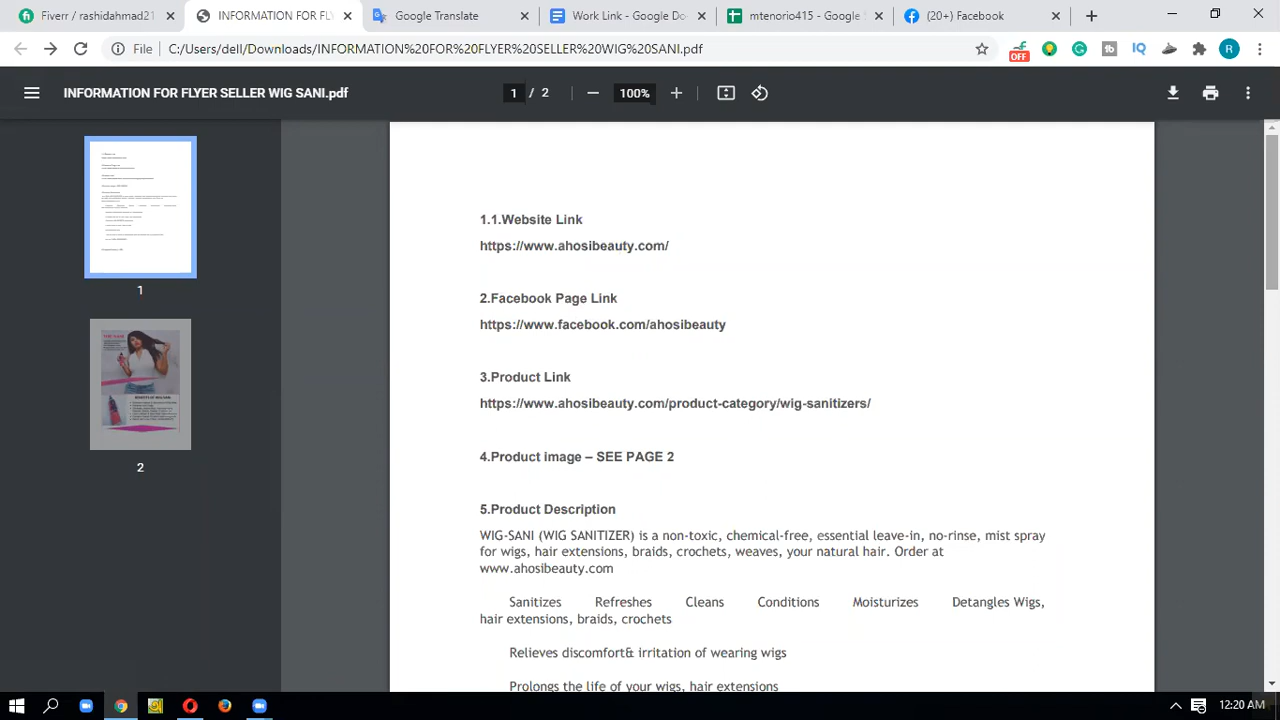 Fiverr / rashidahmad21
INFORMATION FOR FL
Google Translate
Work Link - Google Do
mtenorio415 - Google S
(20+) Facebook
File
C:/Users/dell/Downloads/INFORMATION%20FOR%20FLYER%20SELLER%20WIG%20SANI.pdf
OFF
IQ
R
INFORMATION FOR FLYER SELLER WIG SANI.pdf
1 / 2
100%
1
2
1.1.Website Link
https://www.ahosibeauty.com/
2.Facebook Page Link
https://www.facebook.com/ahosibeauty
3.Product Link
https://www.ahosibeauty.com/product-category/wig-sanitizers/
4.Product image – SEE PAGE 2
5.Product Description
WIG-SANI (WIG SANITIZER) is a non-toxic, chemical-free, essential leave-in, no-rinse, mist spray
for wigs, hair extensions, braids, crochets, weaves, your natural hair. Order at
www.ahosibeauty.com
Sanitizes Refreshes Cleans Conditions Moisturizes Detangles Wigs,
hair extensions, braids, crochets
Relieves discomfort& irritation of wearing wigs
Prolongs the life of your wigs, hair extensions
12:20 AM